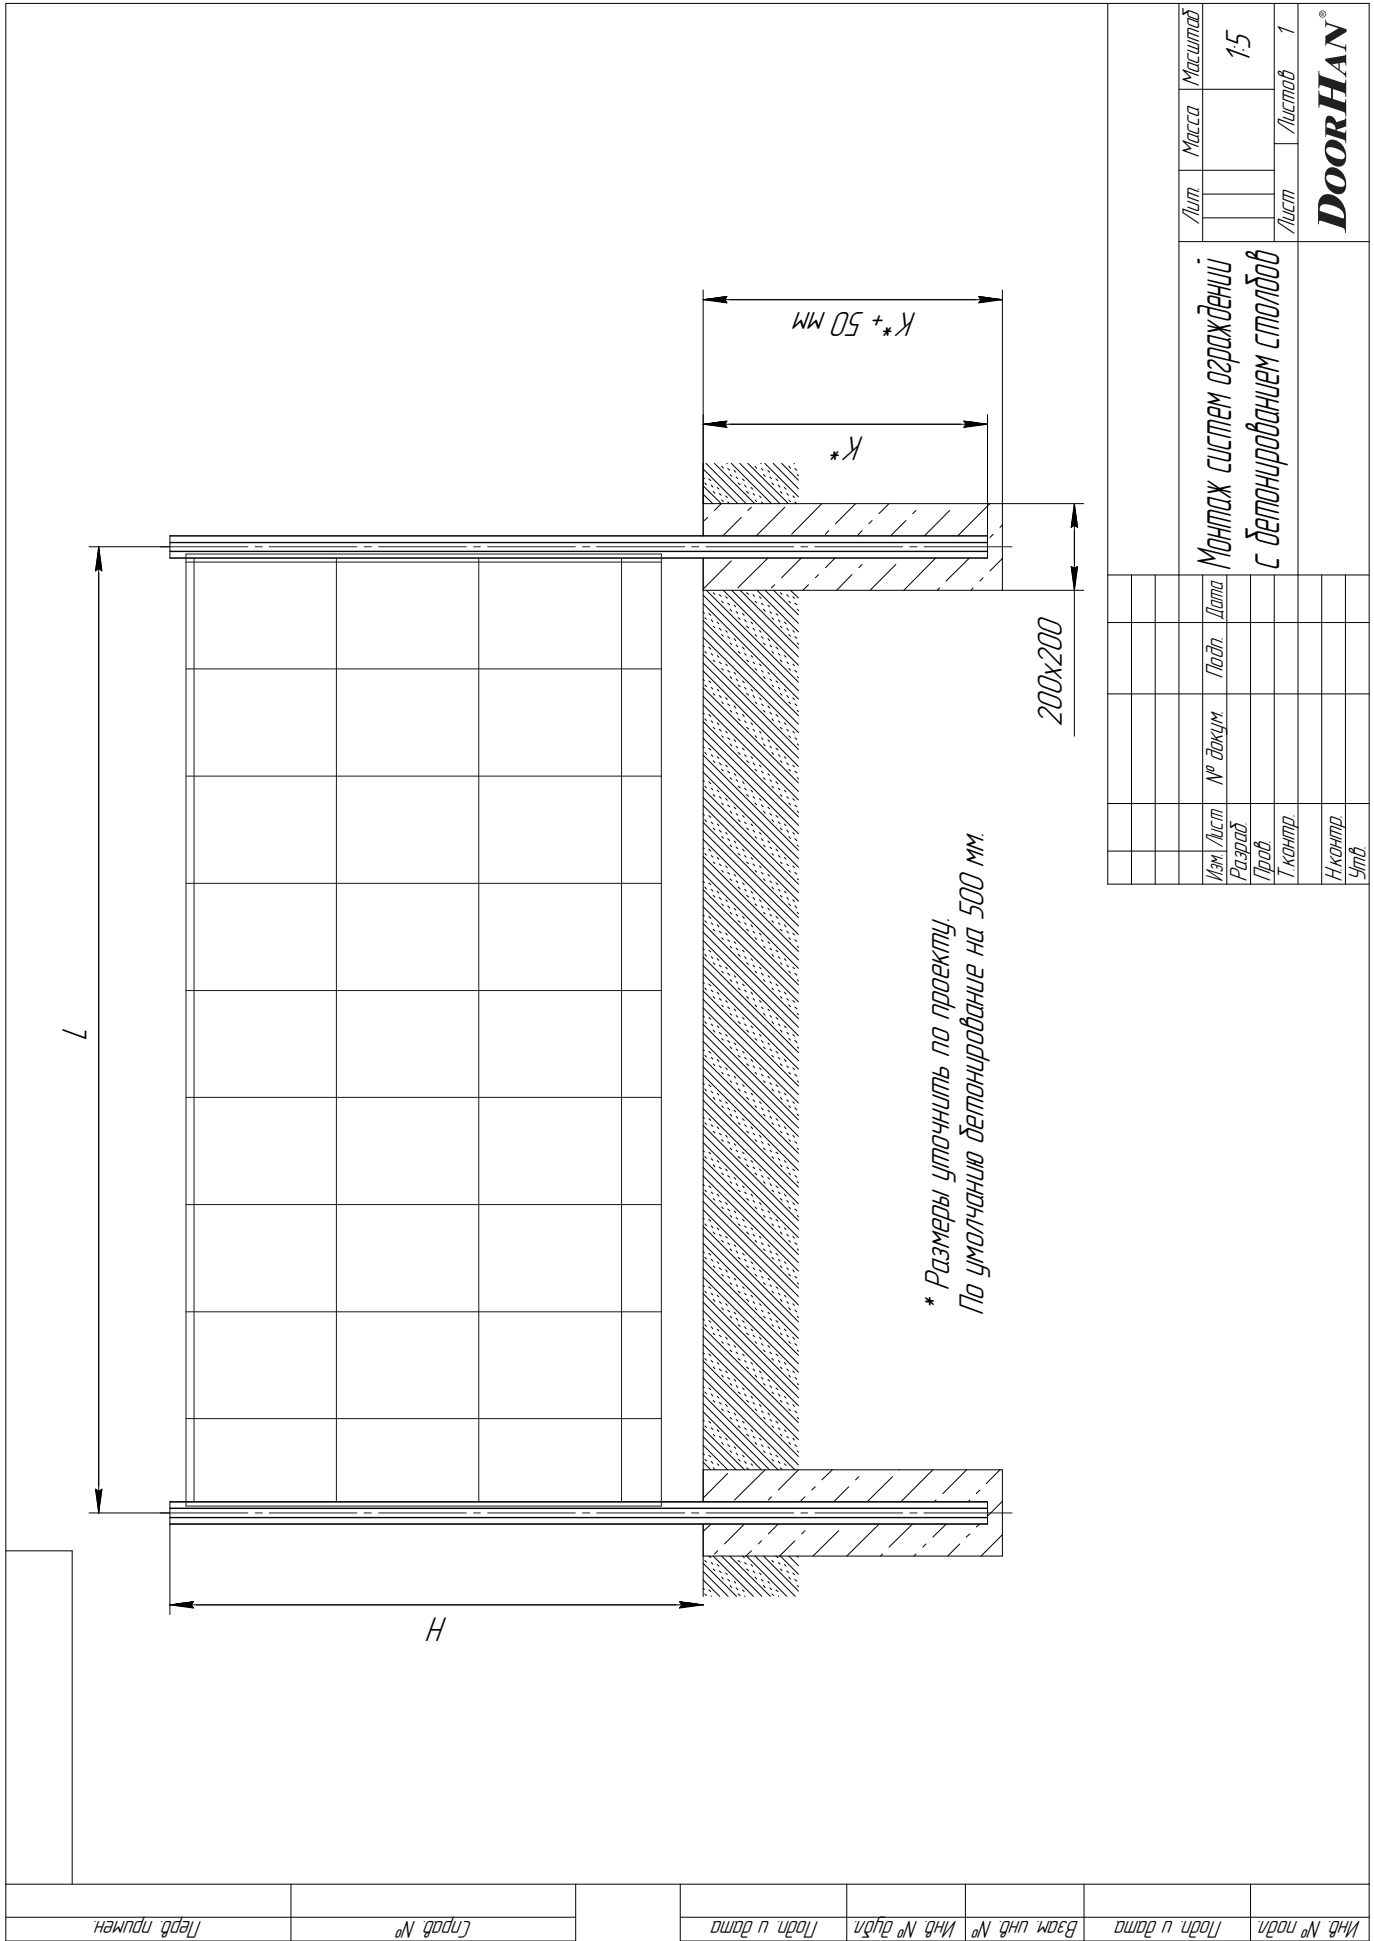 L
H
K*
K*+ 50 мм
200x200
* Размеры уточнить по проекту.
По умолчанию бетонирование на 500 мм.
Перв. примен.
Справ. №
Подп. и дата
Инв. № дубл.
Взам. инв. №
Подп. и дата
Инв. № подл.
Изм. Лист № докум. Подп. Дата
Разраб.
Пров.
Т.контр.
Н.контр.
Утв.
Монтаж систем ограждений
с бетонированием столбов
Лит. Масса Масштаб
1:5
Лист Листов 1
DOORHAN®